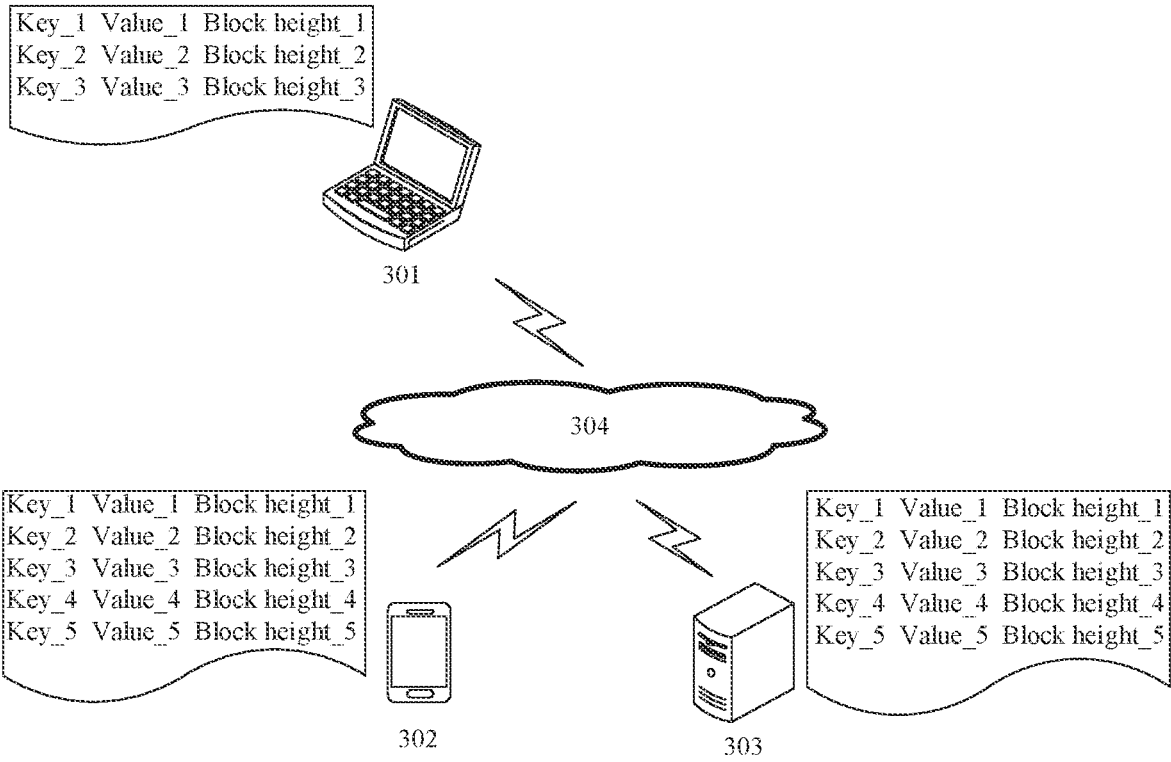 Key_1 Value_1 Block height_1
Key_2 Value_2 Block height_2
Key_3 Value_3 Block height_3
301
304
Key_1 Value_1 Block height_1
Key_2 Value_2 Block height_2
Key_3 Value_3 Block height_3
Key_4 Value_4 Block height_4
Key_5 Value_5 Block height_5
302
Key_1 Value_1 Block height_1
Key_2 Value_2 Block height_2
Key_3 Value_3 Block height_3
Key_4 Value_4 Block height_4
Key_5 Value_5 Block height_5
303